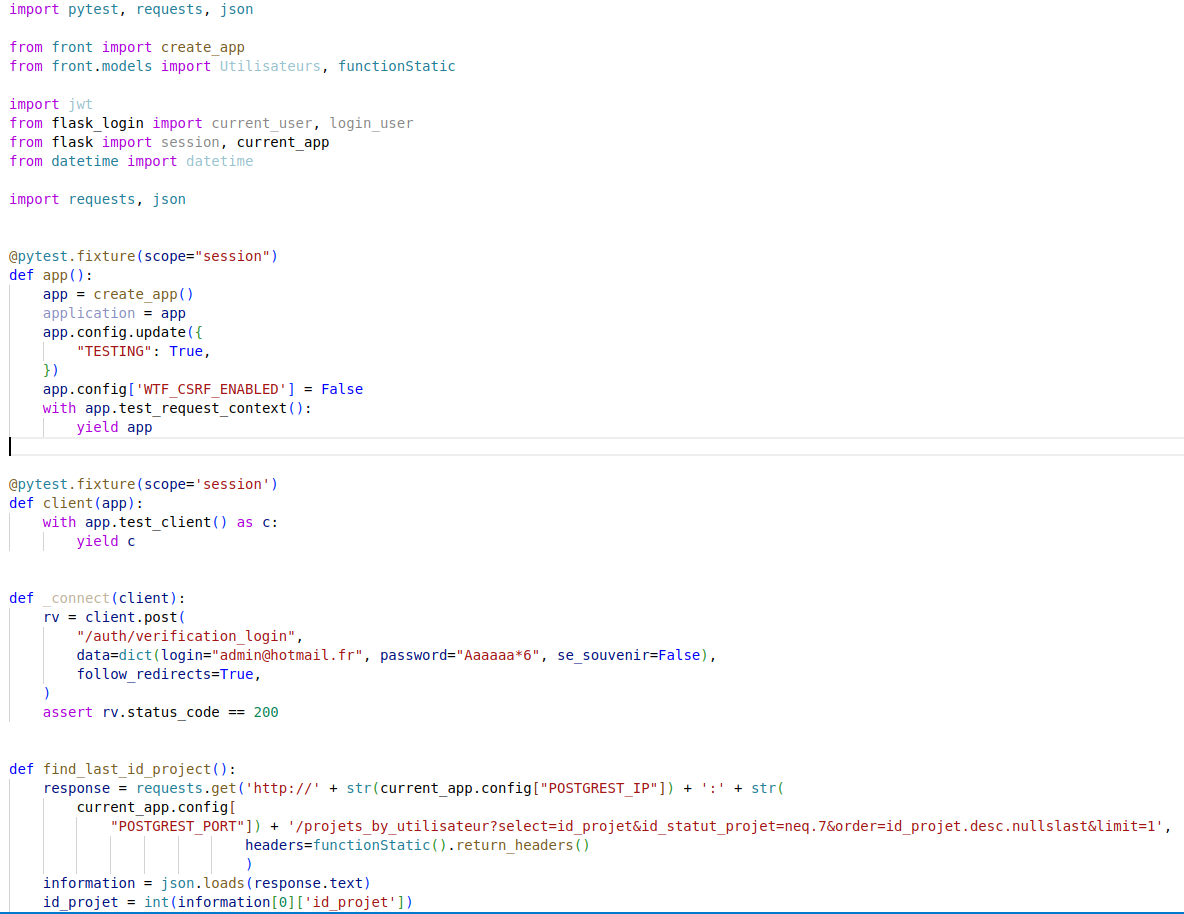 import pytest, requests, json
from front import create_app
from front.models import Utilisateurs, functionStatic
import jwt
from flask_login import current_user, login_user
from flask import session, current_app
from datetime import datetime
import requests, json
@pytest.fixture(scope="session")
def app():
    app = create_app()
    application = app
    app.config.update({
        "TESTING": True,
    })
    app.config['WTF_CSRF_ENABLED'] = False
    with app.test_request_context():
        yield app
@pytest.fixture(scope='session')
def client(app):
    with app.test_client() as c:
        yield c
def _connect(client):
    rv = client.post(
        "/auth/verification_login",
        data=dict(login="admin@hotmail.fr", password="Aaaaaa*6", se_souvenir=False),
        follow_redirects=True,
    )
    assert rv.status_code == 200
def find_last_id_project():
    response = requests.get('http://' + str(current_app.config["POSTGREST_IP"]) + ':' + str(
        current_app.config[
            "POSTGREST_PORT"]) + '/projets_by_utilisateur?select=id_projet&id_statut_projet=neq.7&order=id_projet.desc.nullslast&limit=1',
                            headers=functionStatic().return_headers()
                            )
    information = json.loads(response.text)
    id_projet = int(information[0]['id_projet'])